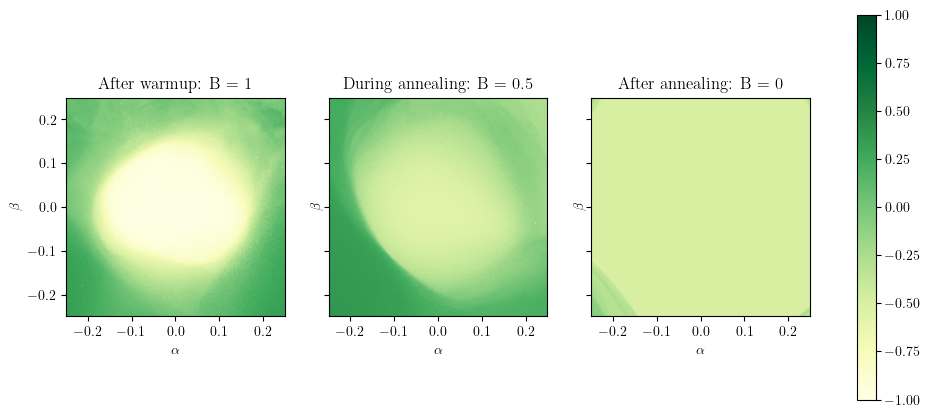 After warmup: B = 1
During annealing: B = 0.5
After annealing: B = 0
β
0.2
0.1
0.0
−0.1
−0.2
−0.2 −0.1 0.0 0.1 0.2
α
β
−0.2 −0.1 0.0 0.1 0.2
α
β
−0.2 −0.1 0.0 0.1 0.2
α
1.00
0.75
0.50
0.25
0.00
−0.25
−0.50
−0.75
−1.00